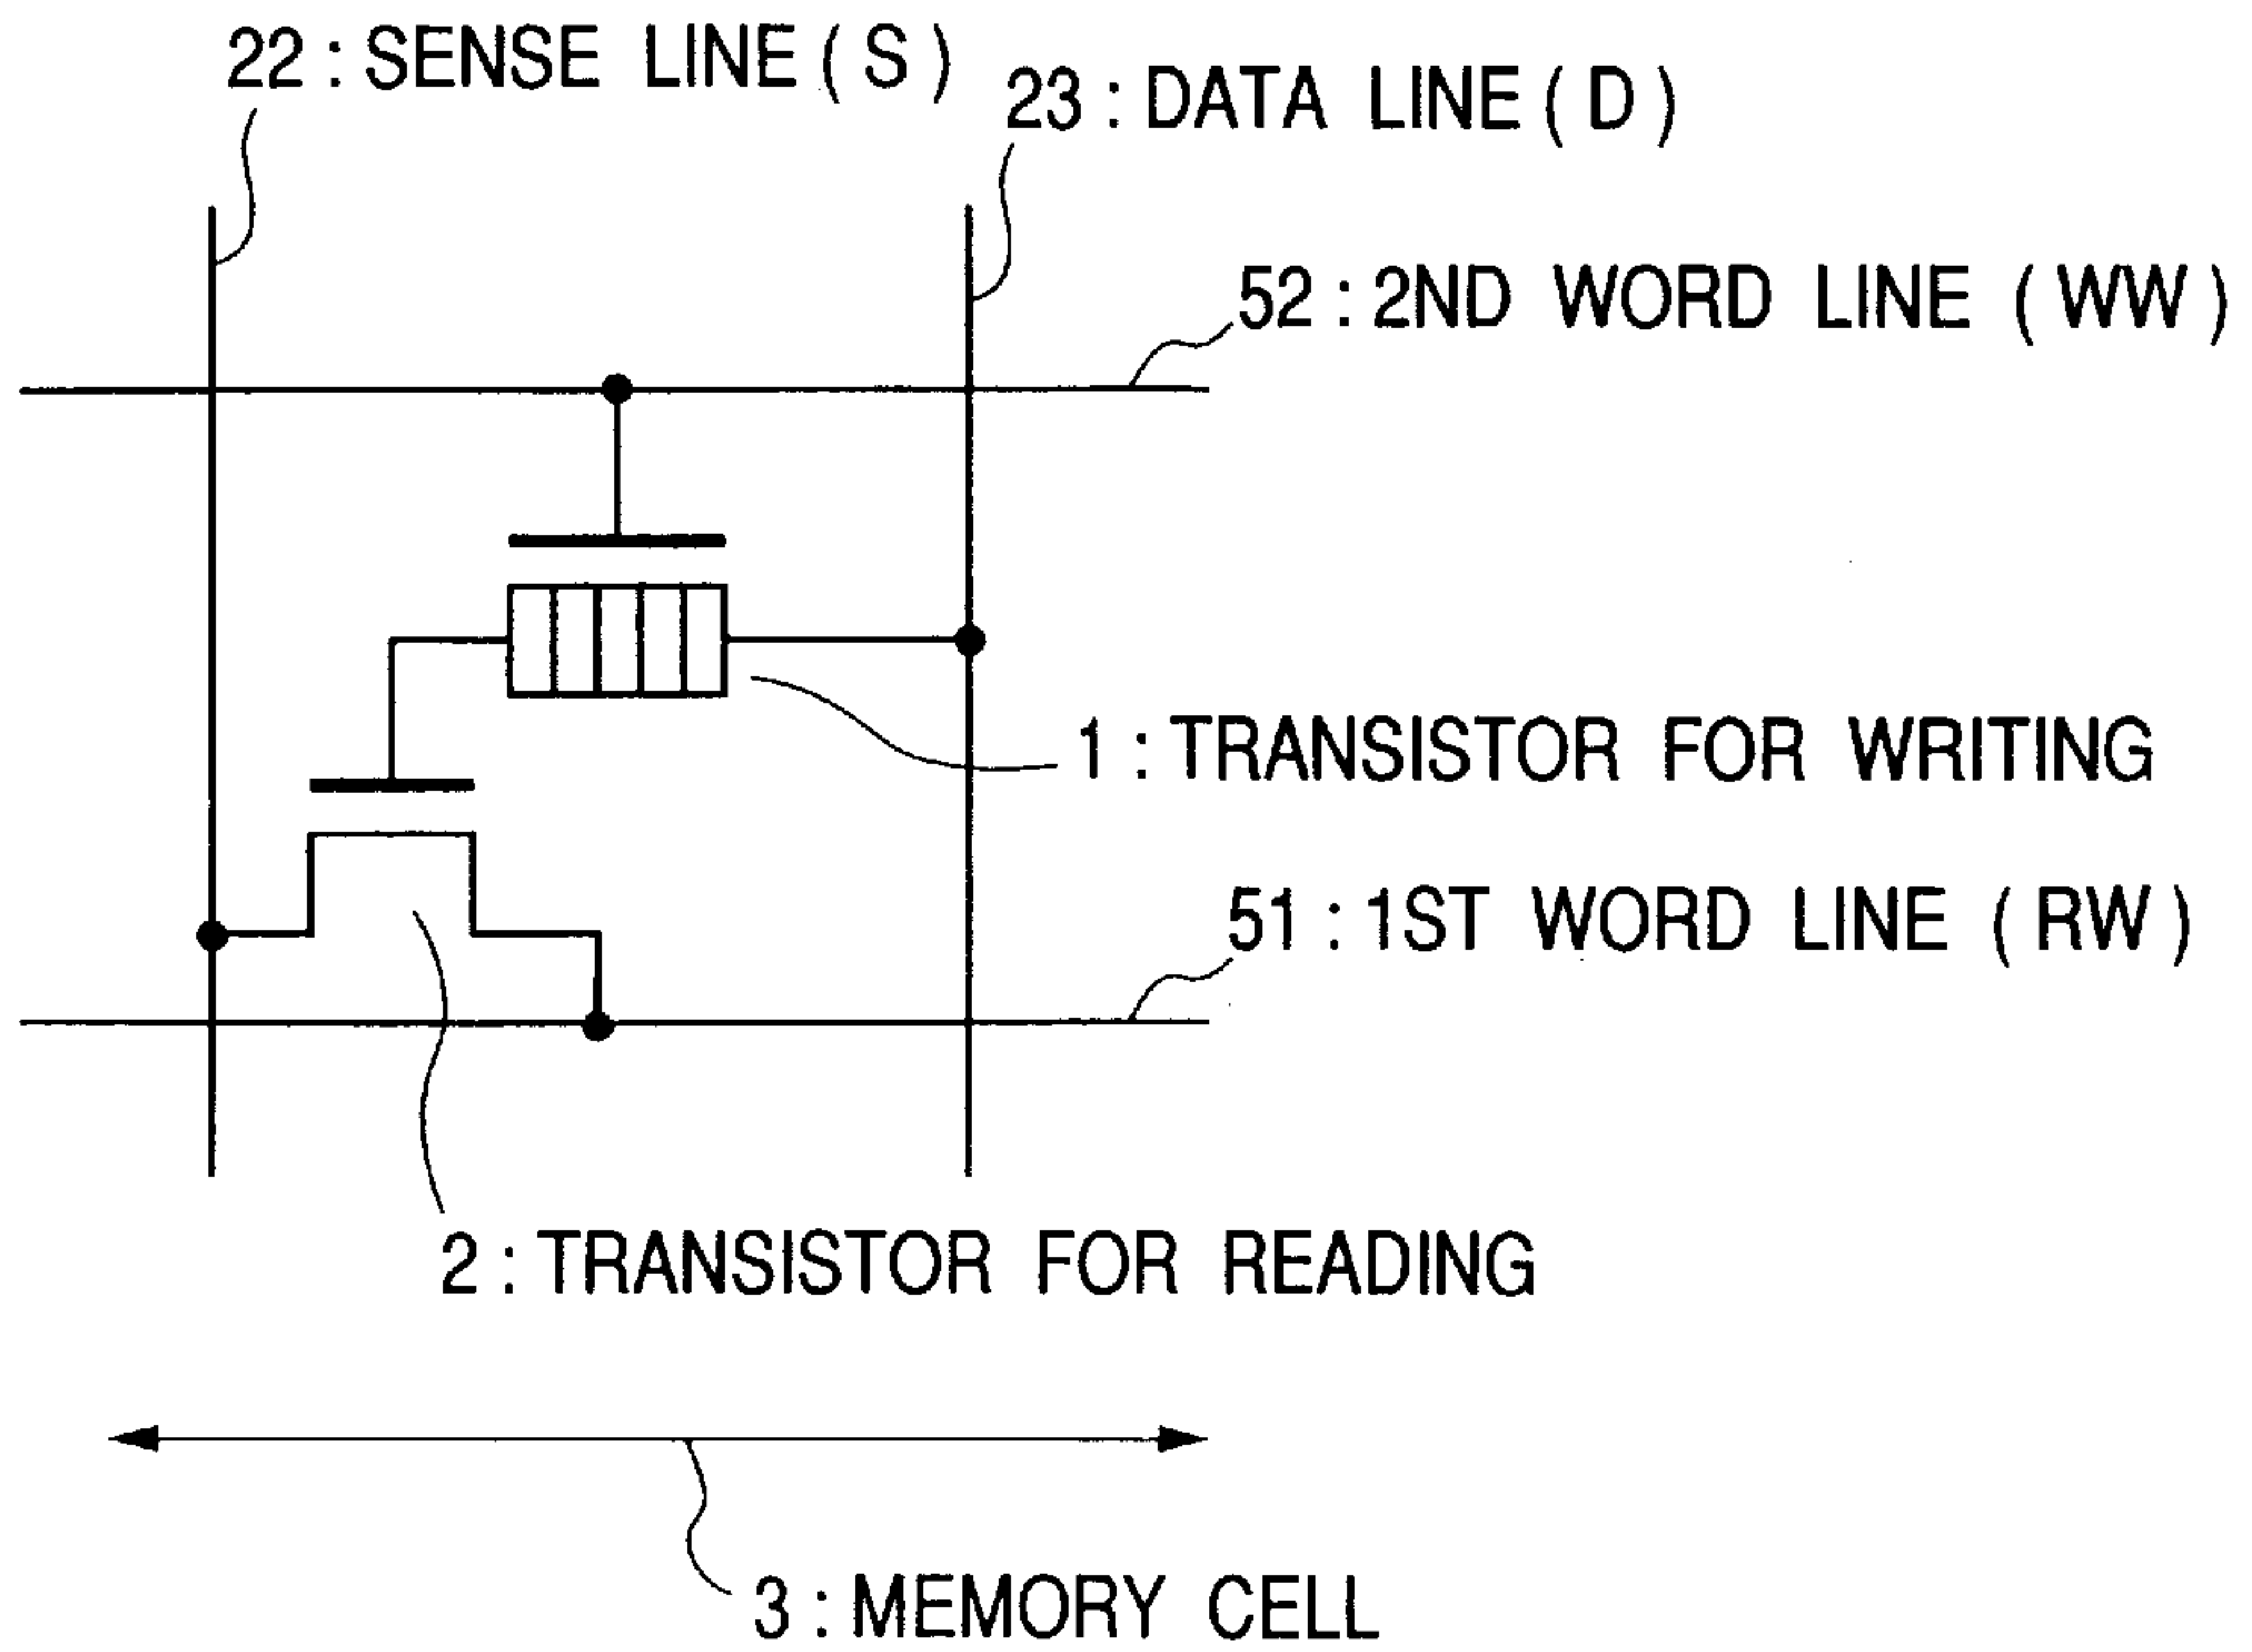 22 : SENSE LINE ( S )
23 : DATA LINE ( D )
52 : 2ND WORD LINE ( WW )
1 : TRANSISTOR FOR WRITING
51 : 1ST WORD LINE ( RW )
2 : TRANSISTOR FOR READING
3 : MEMORY CELL